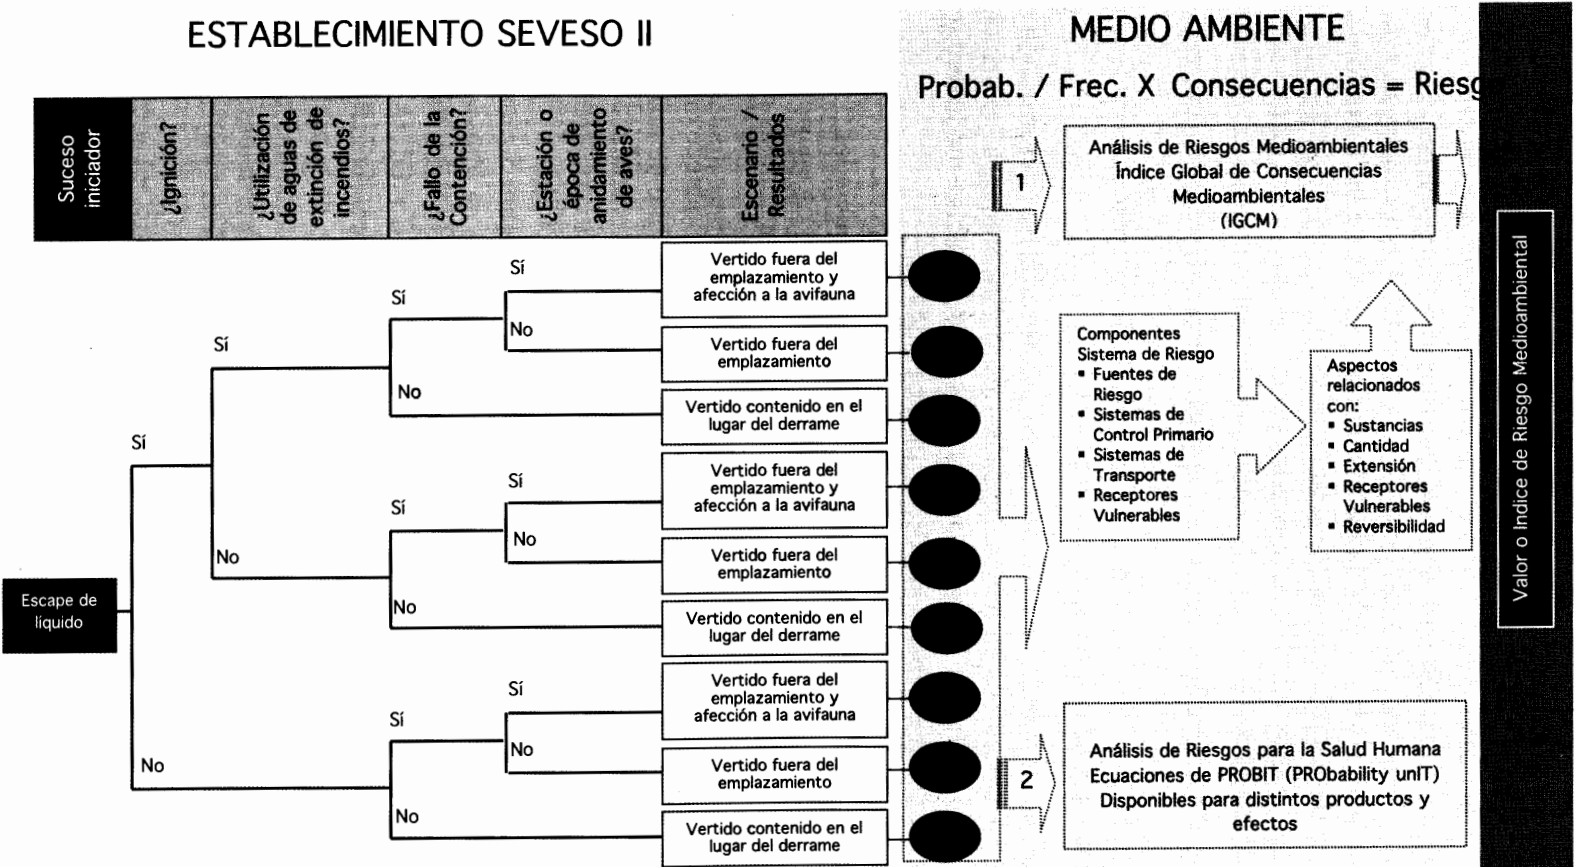 ESTABLECIMIENTO SEVESO II
MEDIO AMBIENTE
Probab. / Frec. X Consecuencias = Riesg
Suceso
iniciador
¿Ignición?
¿Utilización
de aguas de
extinción de
incendios?
¿Fallo de la
Contención?
¿Estación o
época de
anidamiento
de aves?
Escenario /
Resultados
1
Análisis de Riesgos Medioambientales
Índice Global de Consecuencias
Medioambientales
(IGCM)
Escape de
líquido
Sí
No
Sí
No
Sí
No
Sí
No
Sí
No
Sí
No
Sí
No
Sí
No
Vertido fuera del
emplazamiento y
afección a la avifauna
Vertido fuera del
emplazamiento
Vertido contenido en el
lugar del derrame
Vertido fuera del
emplazamiento y
afección a la avifauna
Vertido fuera del
emplazamiento
Vertido contenido en el
lugar del derrame
Vertido fuera del
emplazamiento y
afección a la avifauna
Vertido fuera del
emplazamiento
Vertido contenido en el
lugar del derrame
Componentes
Sistema de Riesgo
▪ Fuentes de
Riesgo
▪ Sistemas de
Control Primario
▪ Sistemas de
Transporte
▪ Receptores
Vulnerables
Aspectos
relacionados
con:
▪ Sustancias
▪ Cantidad
▪ Extensión
▪ Receptores
Vulnerables
▪ Reversibilidad
2
Análisis de Riesgos para la Salud Humana
Ecuaciones de PROBIT (PRObability unIT)
Disponibles para distintos productos y
efectos
Valor o Indice de Riesgo Medioambiental